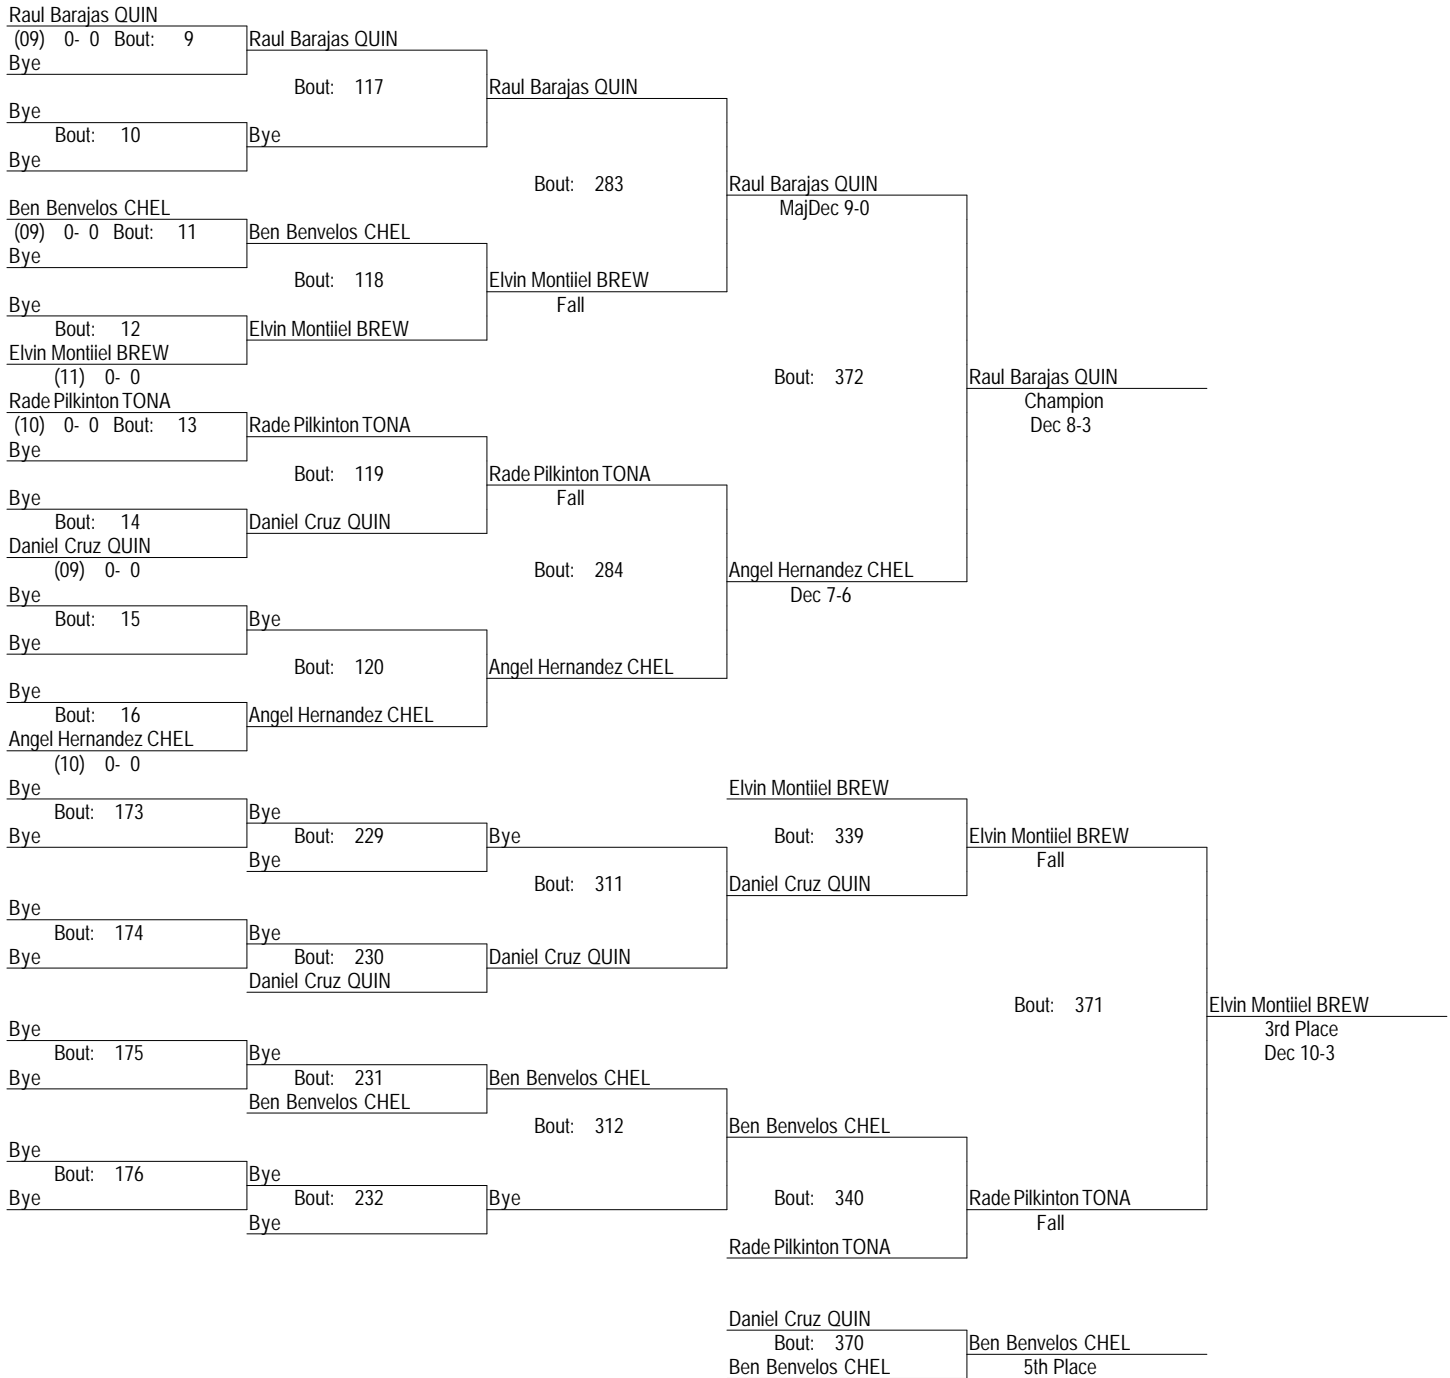 Raul Barajas QUIN
(09) 0- 0 Bout: 9 Raul Barajas QUIN
Bye
Bout: 117 Raul Barajas QUIN
Bye
Bout: 10 Bye
Bye
Bout: 283 Raul Barajas QUIN
MajDec 9-0
Ben Benvelos CHEL
(09) 0- 0 Bout: 11 Ben Benvelos CHEL
Bye
Bout: 118 Elvin Montiiel BREW
Bye Fall
Bout: 12 Elvin Montiiel BREW
Elvin Montiiel BREW
(11) 0- 0 Bout: 372 Raul Barajas QUIN
Rade Pilkinton TONA Champion
(10) 0- 0 Bout: 13 Rade Pilkinton TONA Dec 8-3
Bye
Bout: 119 Rade Pilkinton TONA
Bye Fall
Bout: 14 Daniel Cruz QUIN
Daniel Cruz QUIN
(09) 0- 0 Bout: 284 Angel Hernandez CHEL
Bye Dec 7-6
Bout: 15 Bye
Bye
Bout: 120 Angel Hernandez CHEL
Bye
Bout: 16 Angel Hernandez CHEL
Angel Hernandez CHEL
(10) 0- 0
Bye Elvin Montiiel BREW
Bout: 173 Bye
Bye Bout: 229 Bye Bout: 339 Elvin Montiiel BREW
Bye Fall
Bout: 311 Daniel Cruz QUIN
Bye
Bout: 174 Bye
Bye Bout: 230 Daniel Cruz QUIN
Daniel Cruz QUIN
Bout: 371 Elvin Montiiel BREW
Bye 3rd Place
Bout: 175 Bye Dec 10-3
Bye Bout: 231 Ben Benvelos CHEL
Ben Benvelos CHEL
Bout: 312 Ben Benvelos CHEL
Bye
Bout: 176 Bye
Bye Bout: 232 Bye Bout: 340 Rade Pilkinton TONA
Bye Fall
Rade Pilkinton TONA
Daniel Cruz QUIN
Bout: 370 Ben Benvelos CHEL
Ben Benvelos CHEL 5th Place